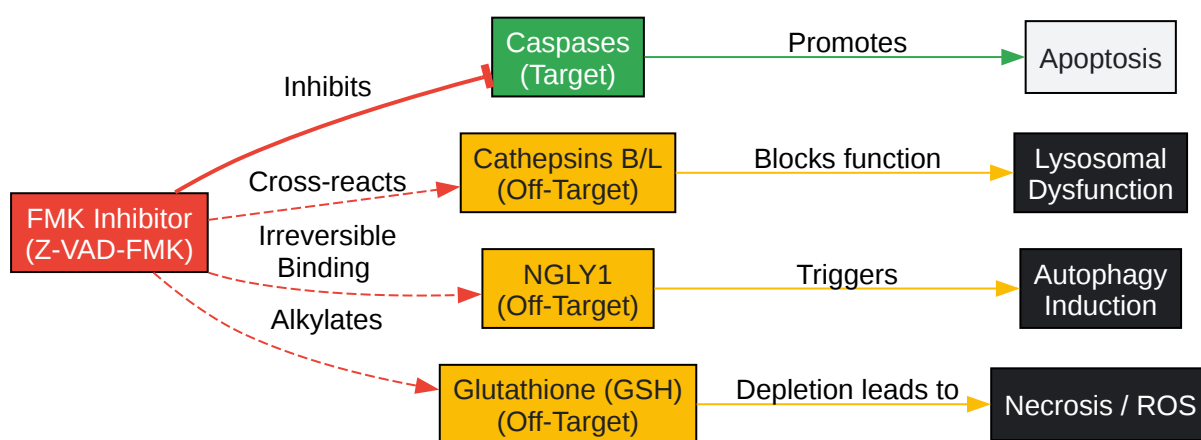 Caspases
(Target)
Promotes
Apoptosis
Inhibits
Cathepsins B/L
(Off-Target)
Blocks function
Lysosomal
Dysfunction
Cross-reacts
FMK Inhibitor
(Z-VAD-FMK)
Irreversible
Binding
NGLY1
(Off-Target)
Triggers
Autophagy
Induction
Alkylates
Glutathione (GSH)
(Off-Target)
Depletion leads to
Necrosis / ROS